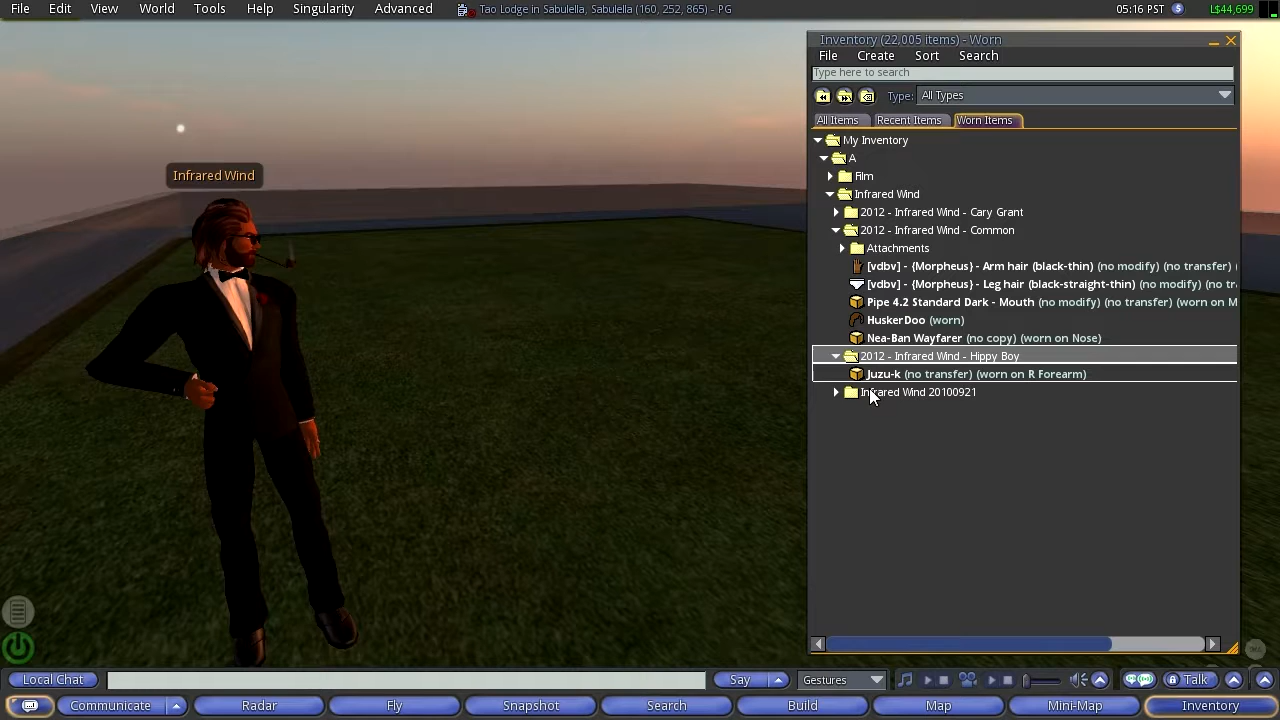 File Edit View World Tools Help Singularity Advanced Tao Lodge in Sabulella, Sabulella (160, 252, 865) - PG 05:16 PST L$44,699
Inventory (22,005 items) - Worn
File Create Sort Search
Type here to search
Type: All Types
All Items Recent Items Worn Items
My Inventory
A
Film
Infrared Wind
Infrared Wind
2012 - Infrared Wind - Cary Grant
2012 - Infrared Wind - Common
Attachments
[vdbv] - {Morpheus} - Arm hair (black-thin) (no modify) (no transfer) (
[vdbv] - {Morpheus} - Leg hair (black-straight-thin) (no modify) (no tr
Pipe 4.2 Standard Dark - Mouth (no modify) (no transfer) (worn on M
HuskerDoo (worn)
Nea-Ban Wayfarer (no copy) (worn on Nose)
2012 - Infrared Wind - Hippy Boy
Juzu-k (no transfer) (worn on R Forearm)
Infrared Wind 20100921
Local Chat Say Gestures Talk
Communicate Radar Fly Snapshot Search Build Map Mini-Map Inventory